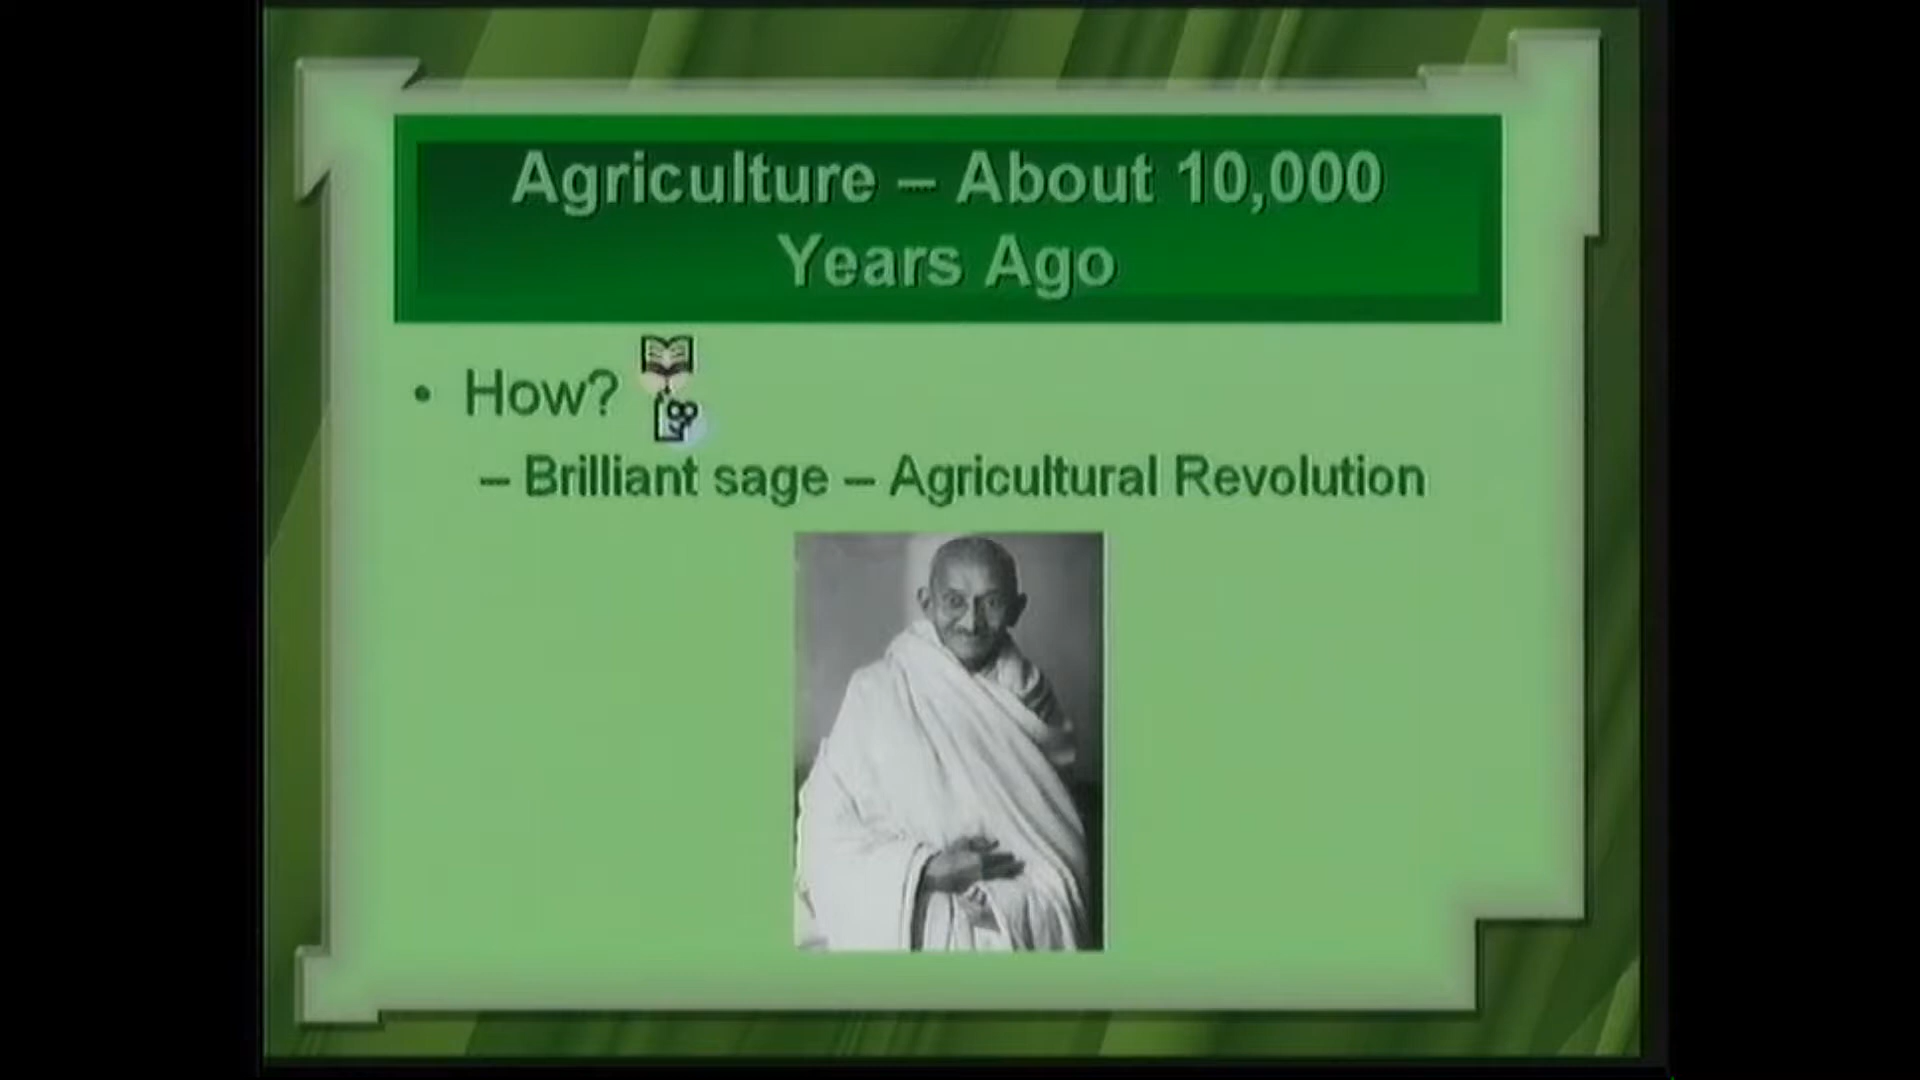 Agriculture – About 10,000
Years Ago
• How?
– Brilliant sage – Agricultural Revolution